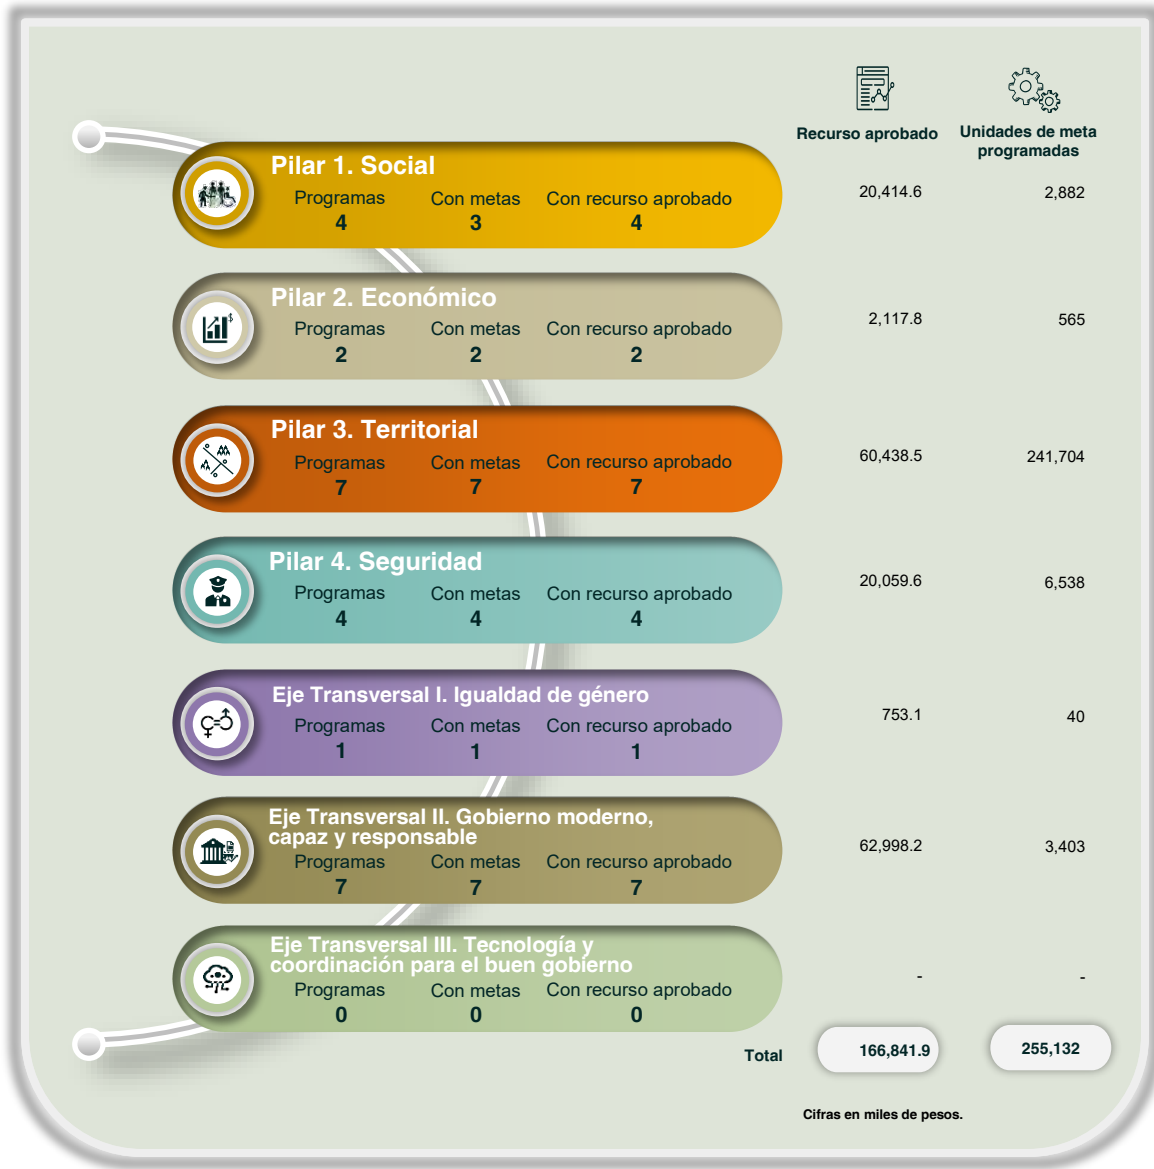 Recurso aprobado
Unidades de meta
programadas
Pilar 1. Social
Programas Con metas Con recurso aprobado
4 3 4
20,414.6 2,882
Pilar 2. Económico
Programas Con metas Con recurso aprobado
2 2 2
2,117.8 565
Pilar 3. Territorial
Programas Con metas Con recurso aprobado
7 7 7
60,438.5 241,704
Pilar 4. Seguridad
Programas Con metas Con recurso aprobado
4 4 4
20,059.6 6,538
Eje Transversal I. Igualdad de género
Programas Con metas Con recurso aprobado
1 1 1
753.1 40
Eje Transversal II. Gobierno moderno,
capaz y responsable
Programas Con metas Con recurso aprobado
7 7 7
62,998.2 3,403
Eje Transversal III. Tecnología y
coordinación para el buen gobierno
Programas Con metas Con recurso aprobado
0 0 0
- -
Total 166,841.9 255,132
Cifras en miles de pesos.